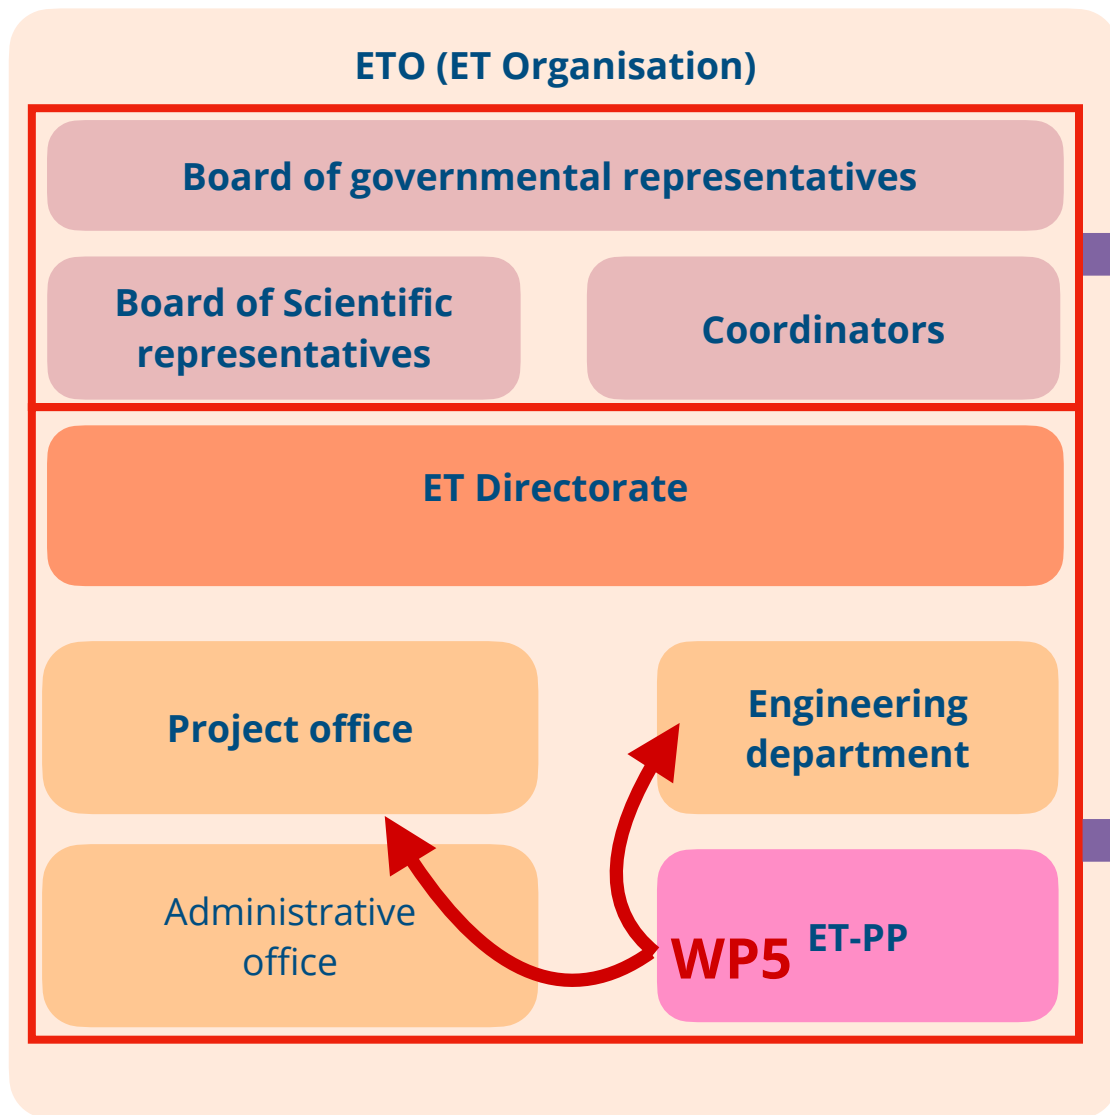 ETO (ET Organisation)
Board of governmental representatives
Board of Scientific
representatives
Coordinators
ET Directorate
Project office
Engineering
department
Administrative
office
WP5 ET-PP